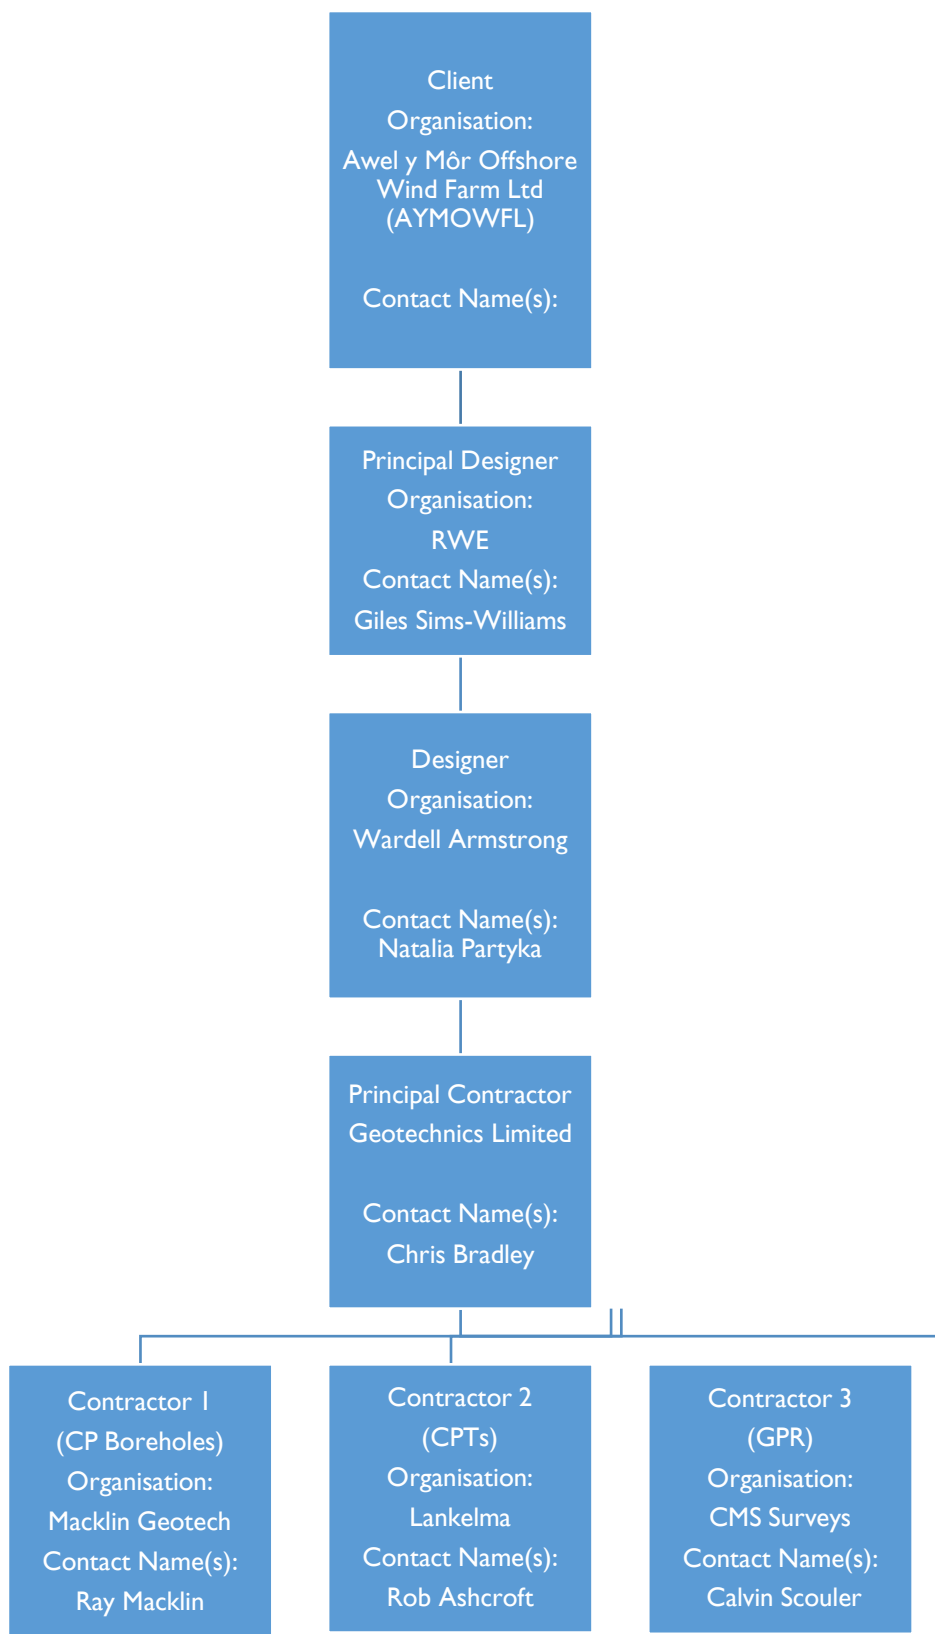 Client
Organisation:
Awel y Môr Offshore
Wind Farm Ltd
(AYMOWFL)
Contact Name(s):
Principal Designer
Organisation:
RWE
Contact Name(s):
Giles Sims-Williams
Designer
Organisation:
Wardell Armstrong
Contact Name(s):
Natalia Partyka
Principal Contractor
Geotechnics Limited
Contact Name(s):
Chris Bradley
Contractor 1
(CP Boreholes)
Organisation:
Macklin Geotech
Contact Name(s):
Ray Macklin
Contractor 2
(CPTs)
Organisation:
Lankelma
Contact Name(s):
Rob Ashcroft
Contractor 3
(GPR)
Organisation:
CMS Surveys
Contact Name(s):
Calvin Scouler